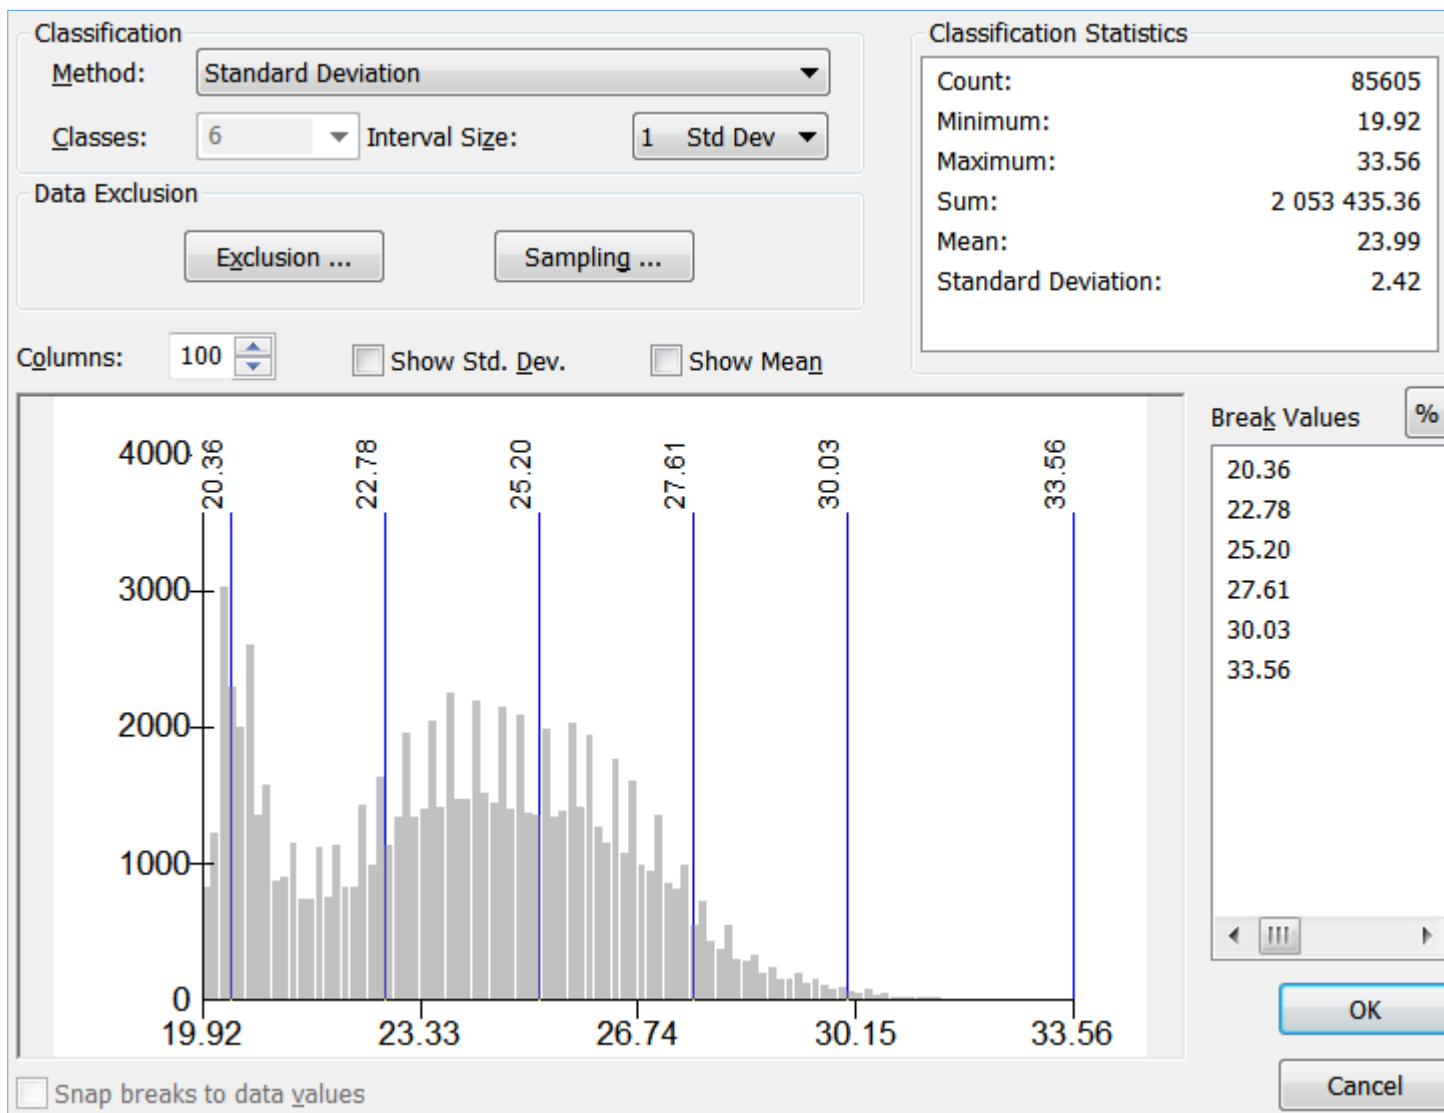 Classification
Method: Standard Deviation
Classes: 6 Interval Size: 1 Std Dev
Data Exclusion
Exclusion ... Sampling ...
Classification Statistics
Count: 85605
Minimum: 19.92
Maximum: 33.56
Sum: 2 053 435.36
Mean: 23.99
Standard Deviation: 2.42
Columns: 100 Show Std. Dev. Show Mean
Break Values %
20.36
22.78
25.20
27.61
30.03
33.56
20.36 22.78 25.20 27.61 30.03 33.56
4000
3000
2000
1000
0
19.92 23.33 26.74 30.15 33.56
Snap breaks to data values
OK
Cancel